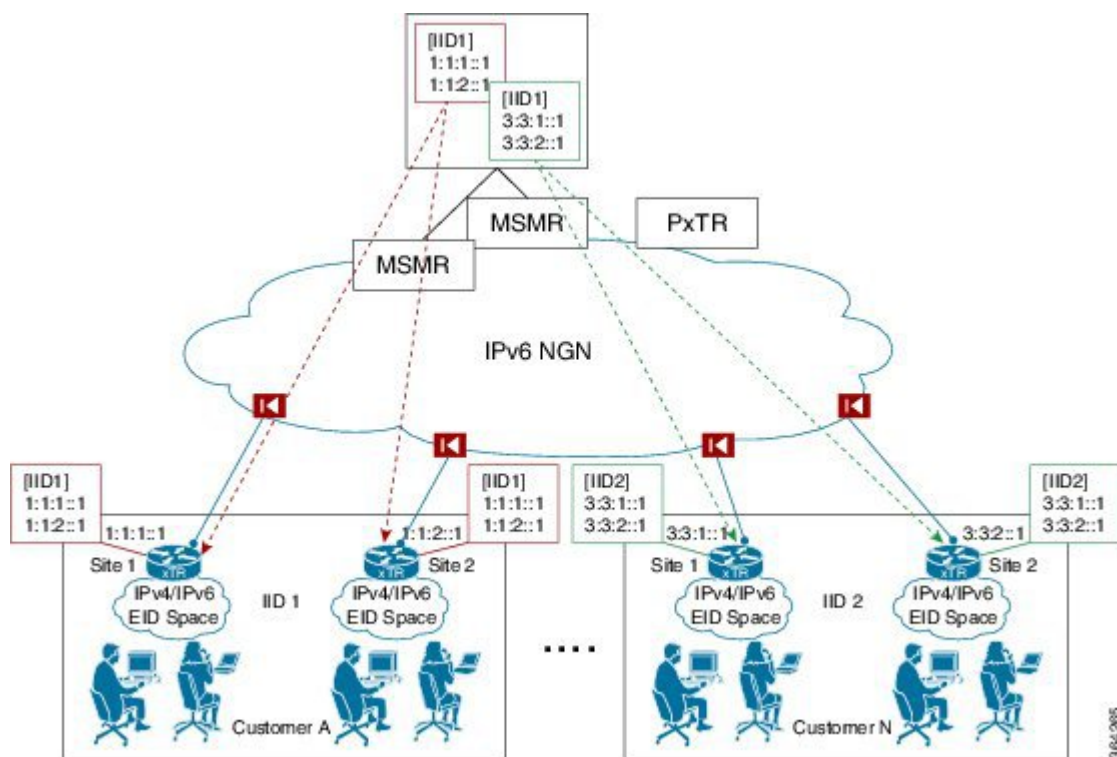 [IID1]
1:1:1::1
1:1:2::1
[IID1]
3:3:1::1
3:3:2::1
MSMR
PxTR
MSMR
IPv6 NGN
[IID1]
1:1:1::1
1:1:2::1
[IID1]
1:1:1::1
1:1:2::1
[IID2]
3:3:1::1
3:3:2::1
[IID2]
3:3:1::1
3:3:2::1
1:1:1::1
1:1:2::1
3:3:1::1
3:3:2::1
Site 1
xTR
xTR
Site 2
Site 1
xTR
xTR
Site 2
IPv4/IPv6
EID Space
IID 1
IPv4/IPv6
EID Space
IPv4/IPv6
EID Space
IID 2
IPv4/IPv6
EID Space
....
Customer A
Customer N
364265